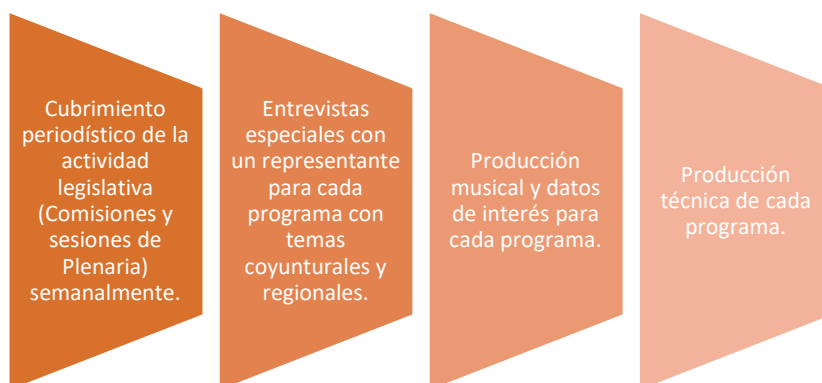 Cubrimiento
periodístico de la
actividad
legislativa
(Comisiones y
sesiones de
Plenaria)
semanalmente.
Entrevistas
especiales con
un representante
para cada
programa con
temas
coyunturales y
regionales.
Producción
musical y datos
de interés para
cada programa.
Producción
técnica de cada
programa.